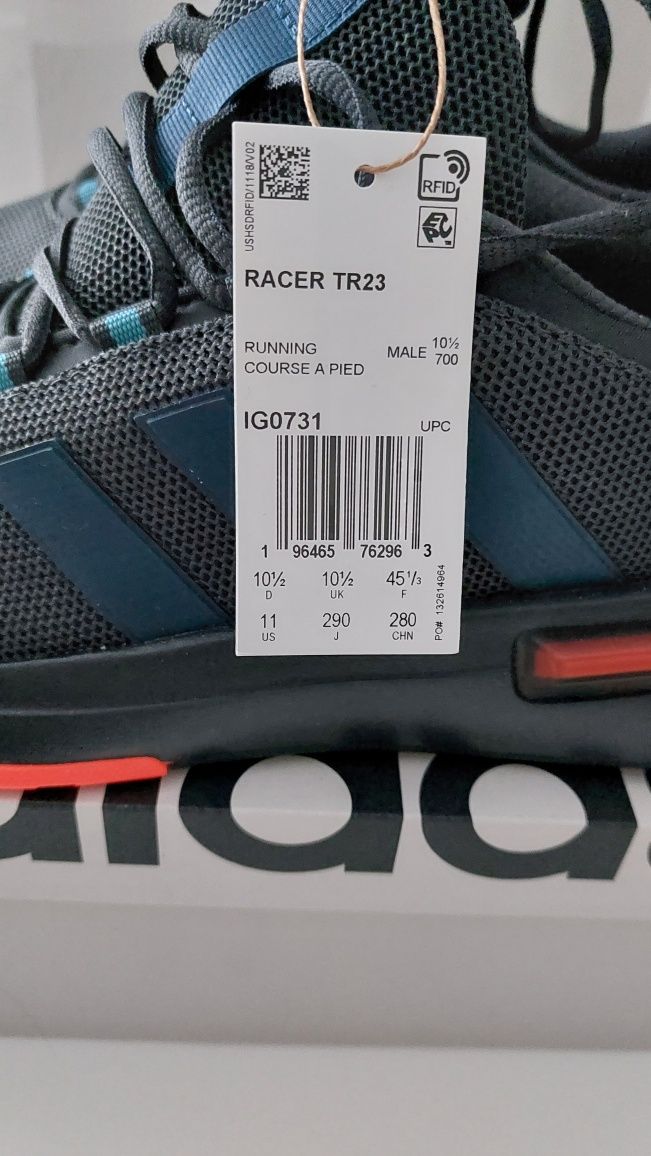 USHSDRFID/1118/V02
RFID
EPC
RACER TR23
RUNNING
COURSE A PIED
MALE 10½
700
IG0731
UPC
1 96465 76296 3
10½ 10½ 45⅓
D UK F
11 290 280
US J CHN
PO# 132614964
adidas